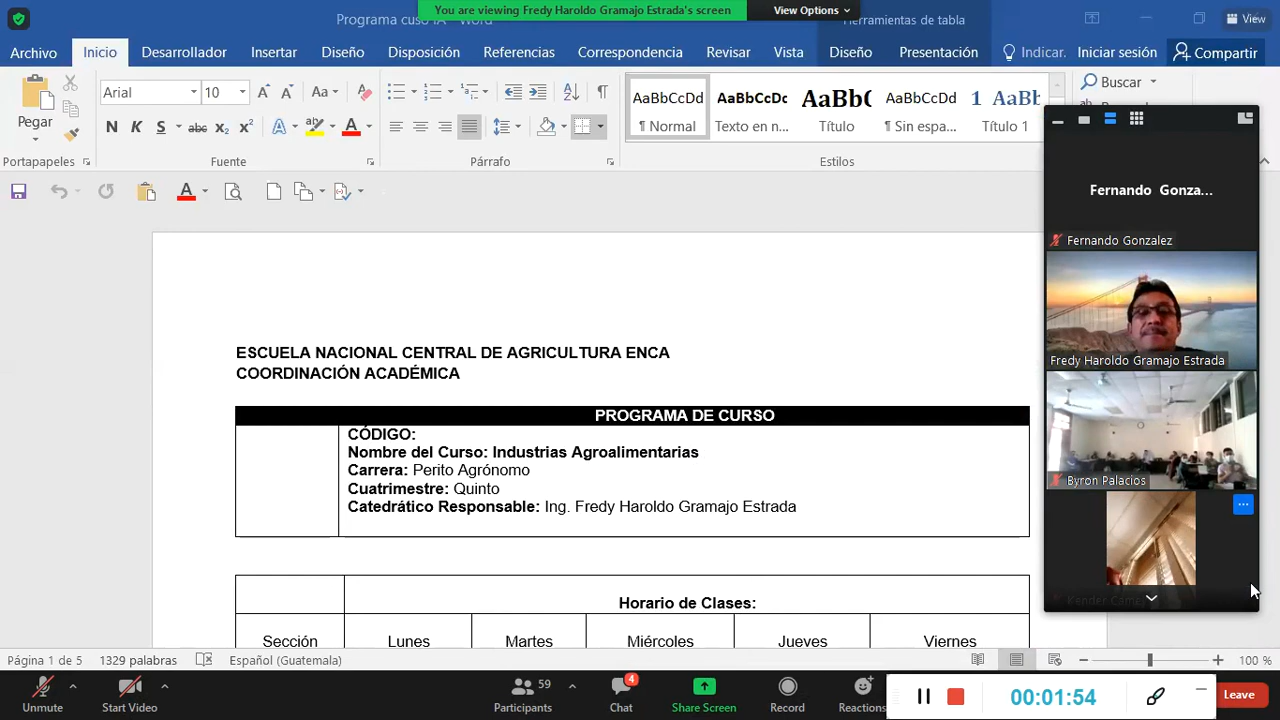 You are viewing Fredy Haroldo Gramajo Estrada's screen
View Options
Programa cuso IA - Word
Herramientas de tabla
View
Archivo Inicio Desarrollador Insertar Diseño Disposición Referencias Correspondencia Revisar Vista Diseño Presentación Indicar. Iniciar sesión Compartir
Pegar
Arial 10
Aa
N K S abc x₂ x² A A
AaBbCcDd AaBbCcDc AaBbC AaBbCcDd 1 AaBb
¶ Normal Texto en n... Título ¶ Sin espa... Título 1
Buscar
Portapapeles Fuente Párrafo Estilos
Fernando Gonza...
Fernando Gonzalez
Fredy Haroldo Gramajo Estrada
Byron Palacios
ESCUELA NACIONAL CENTRAL DE AGRICULTURA ENCA
COORDINACIÓN ACADÉMICA
PROGRAMA DE CURSO
CÓDIGO:
Nombre del Curso: Industrias Agroalimentarias
Carrera: Perito Agrónomo
Cuatrimestre: Quinto
Catedrático Responsable: Ing. Fredy Haroldo Gramajo Estrada
Horario de Clases:
Sección Lunes Martes Miércoles Jueves Viernes
Página 1 de 5 1329 palabras Español (Guatemala) 100 %
Unmute Start Video Participants 59 Chat 4 Share Screen Record Reactions
00:01:54
Leave